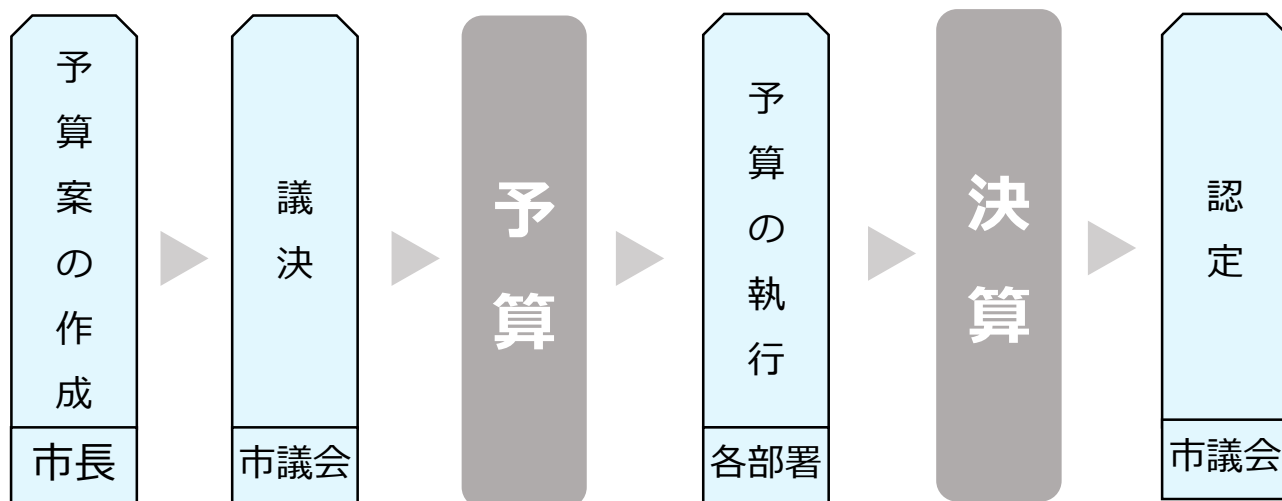 予算案の作成
市長
議決
市議会
予算
予算の執行
各部署
決算
認定
市議会